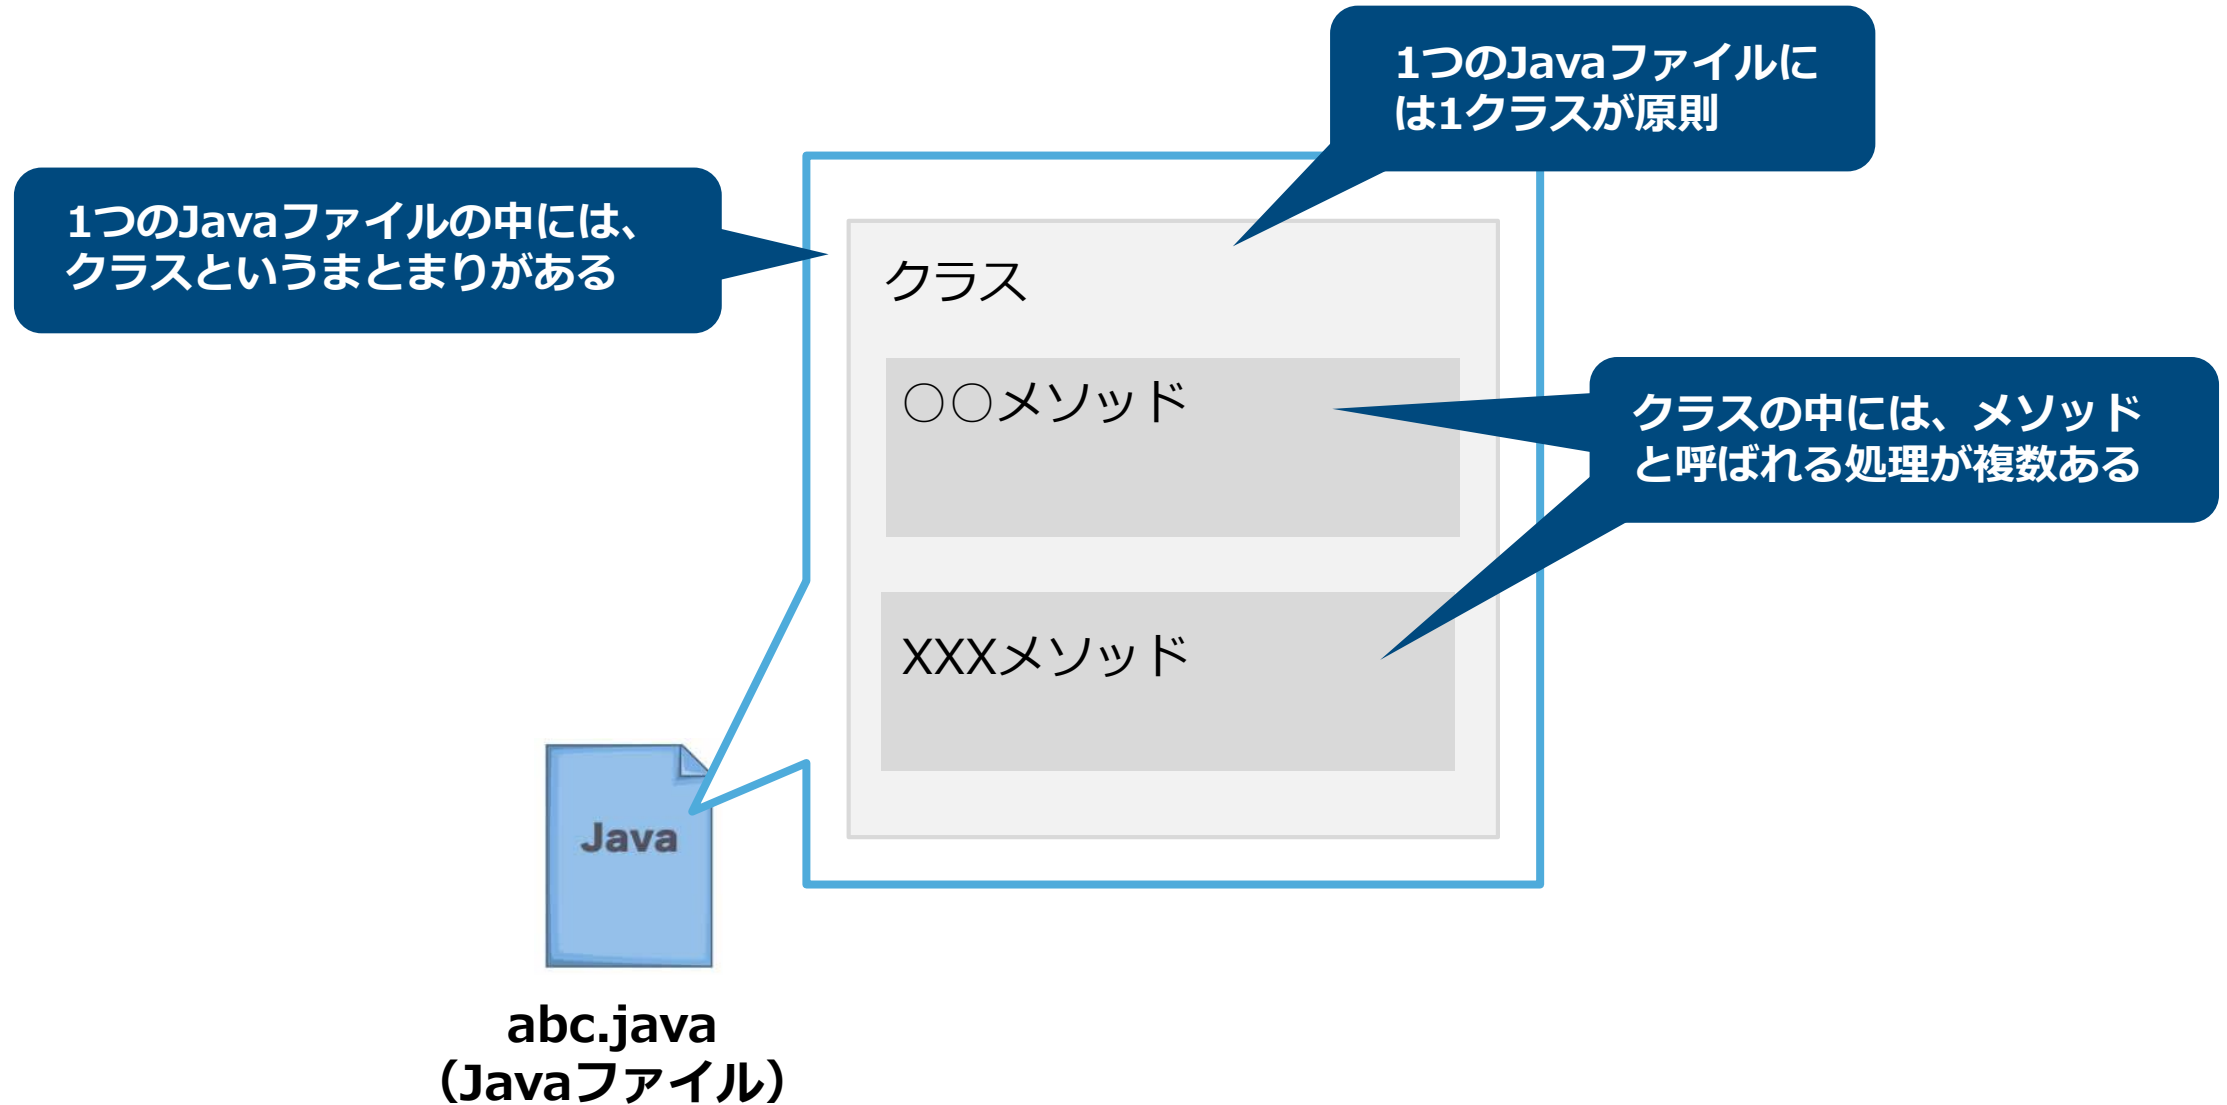 1つのJavaファイルに
は1クラスが原則
1つのJavaファイルの中には、
クラスというまとまりがある
クラス
○○メソッド
クラスの中には、メソッド
と呼ばれる処理が複数ある
XXXメソッド
Java
abc.java
（Javaファイル）